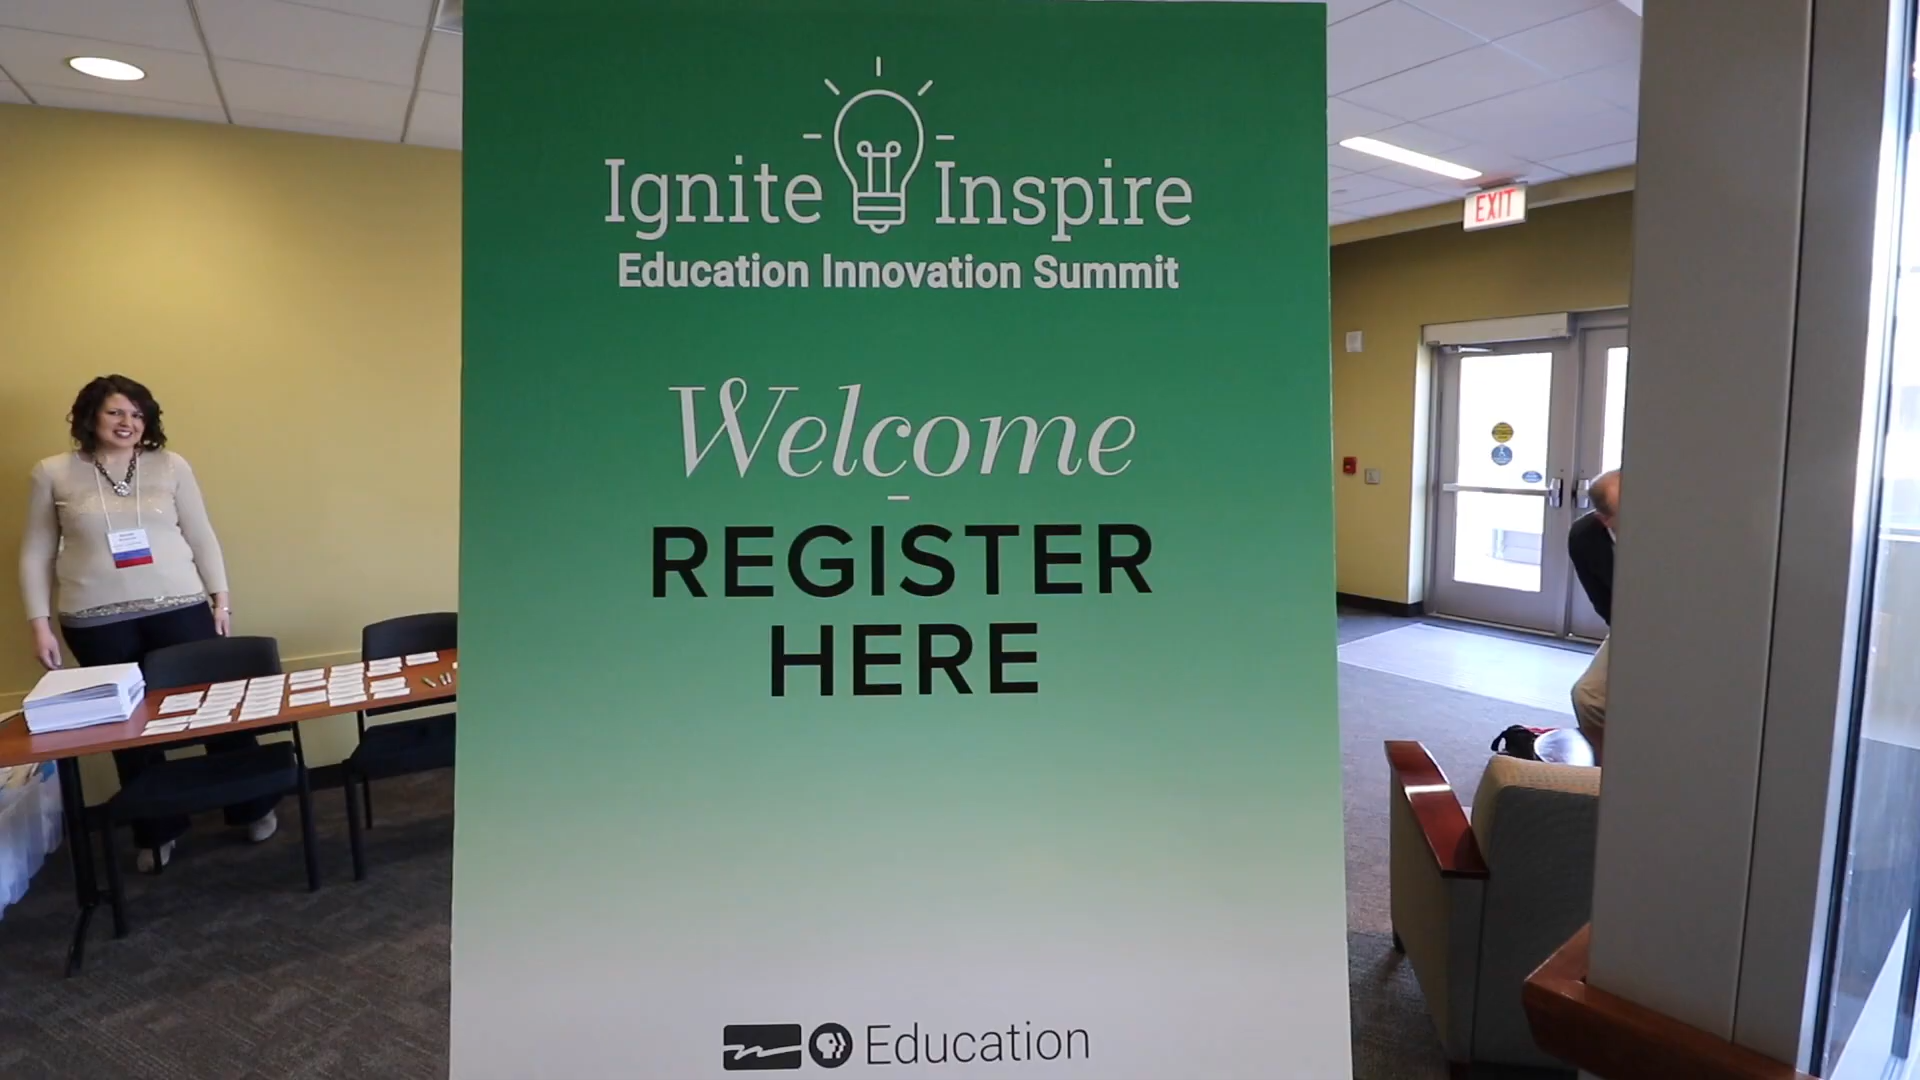 Ignite Inspire
Education Innovation Summit
Welcome
REGISTER
HERE
Education
EXIT